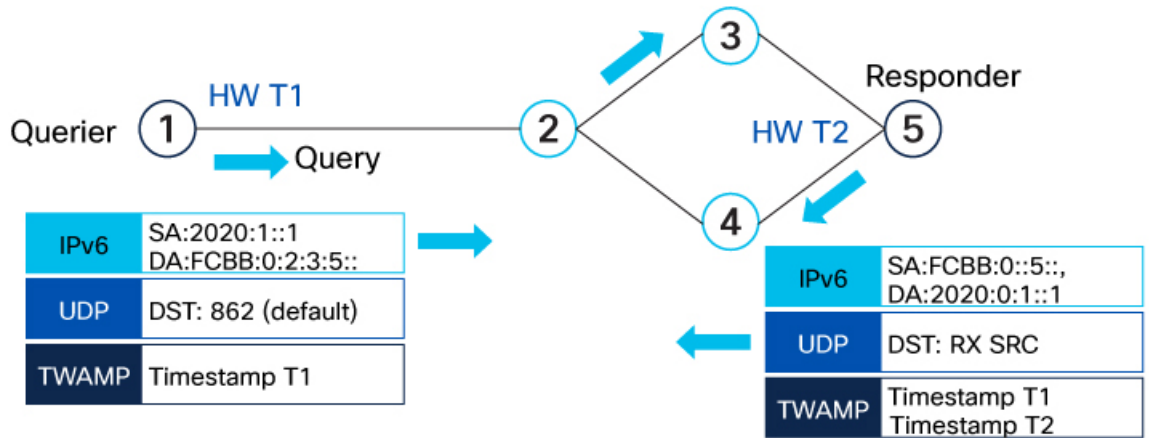 3
Responder
HW T1
Querier
1
2
HW T2
5
Query
4
IPv6
SA:2020:1::1
DA:FCBB:0:2:3:5::
UDP
DST: 862 (default)
TWAMP
Timestamp T1
IPv6
SA:FCBB:0::5::,
DA:2020:0:1::1
UDP
DST: RX SRC
TWAMP
Timestamp T1
Timestamp T2